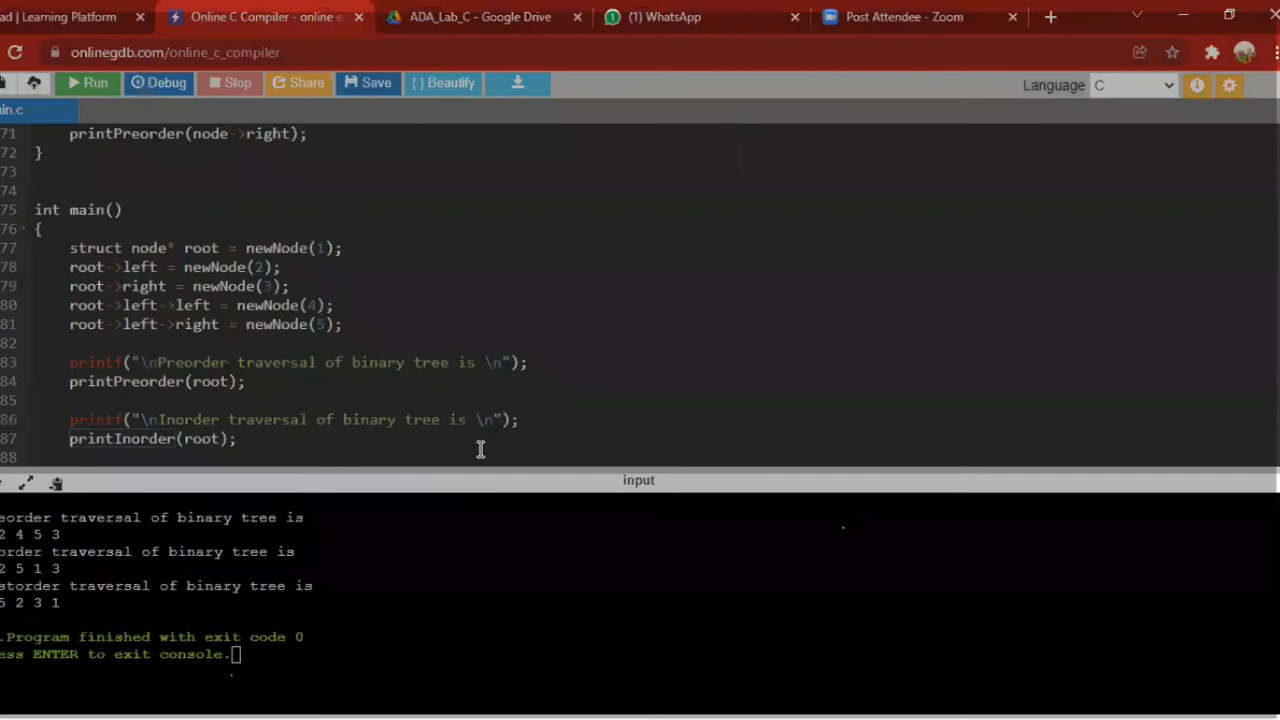 ad | Learning Platform
Online C Compiler - online e
ADA_Lab_C - Google Drive
(1) WhatsApp
Post Attendee - Zoom
onlinegdb.com/online_c_compiler
Run Debug Stop Share Save { } Beautify
Language C
in.c
71 printPreorder(node->right);
72 }
73
74
75 int main()
76 {
77 struct node* root = newNode(1);
78 root->left = newNode(2);
79 root->right = newNode(3);
80 root->left->left = newNode(4);
81 root->left->right = newNode(5);
82
83 printf("\nPreorder traversal of binary tree is \n");
84 printPreorder(root);
85
86 printf("\nInorder traversal of binary tree is \n");
87 printInorder(root);
88
input
eorder traversal of binary tree is
2 4 5 3
order traversal of binary tree is
2 5 1 3
storder traversal of binary tree is
5 2 3 1
.Program finished with exit code 0
ess ENTER to exit console.